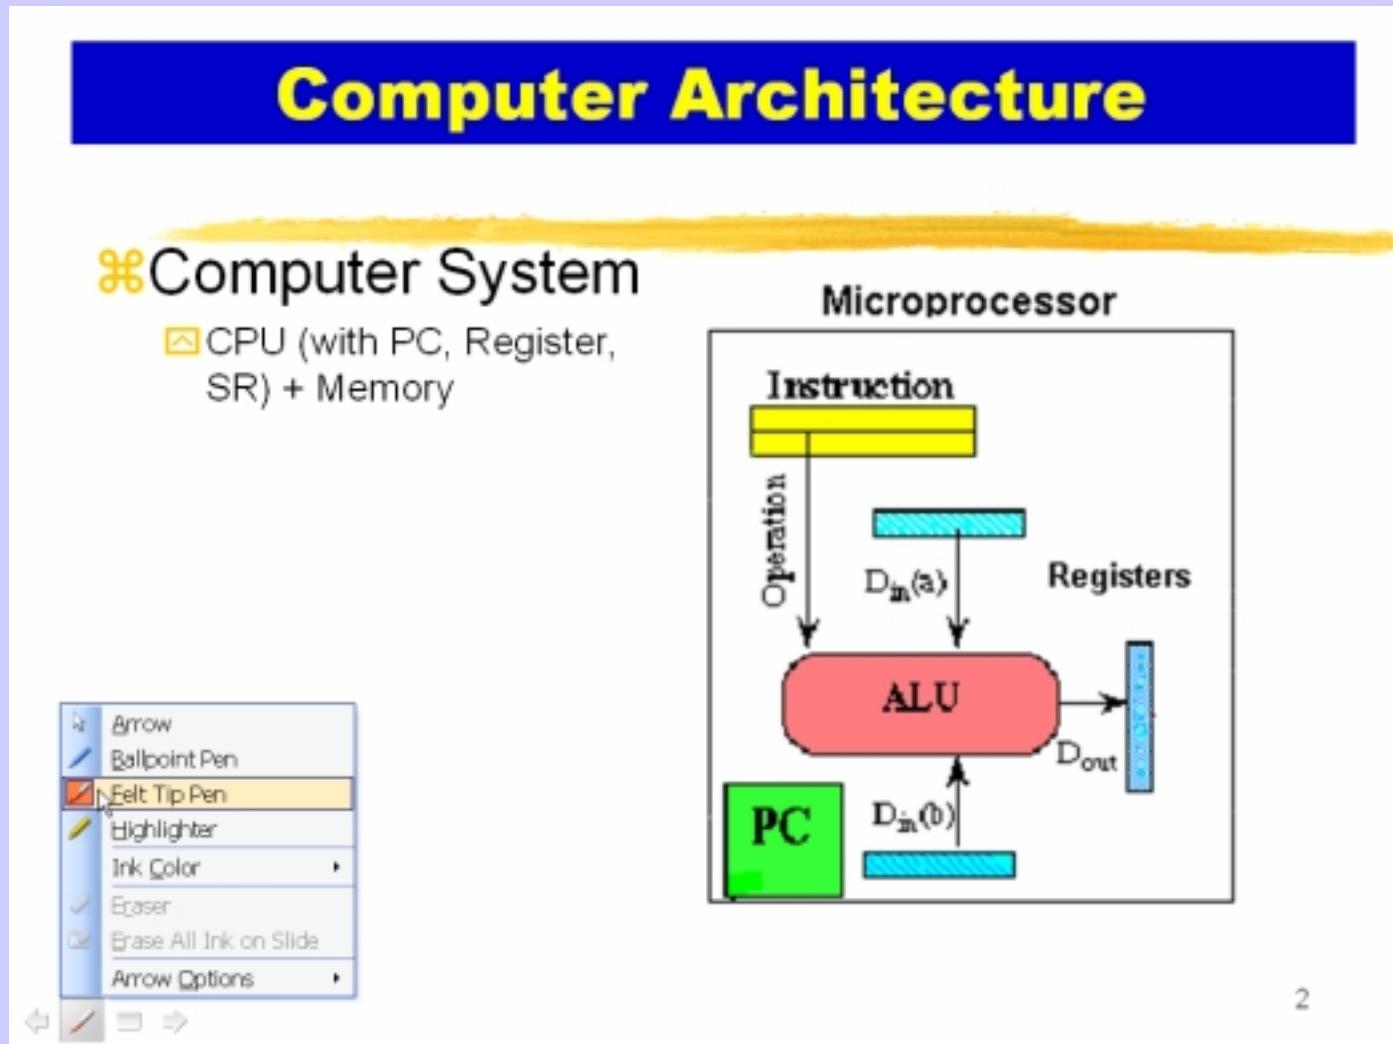 Computer Architecture
Computer System
CPU (with PC, Register,
SR) + Memory
Microprocessor
Instruction
Operation
Din(a)
Registers
ALU
Dout
PC
Din(b)
Arrow
Ballpoint Pen
Felt Tip Pen
Highlighter
Ink Color
Eraser
Erase All Ink on Slide
Arrow Options
2